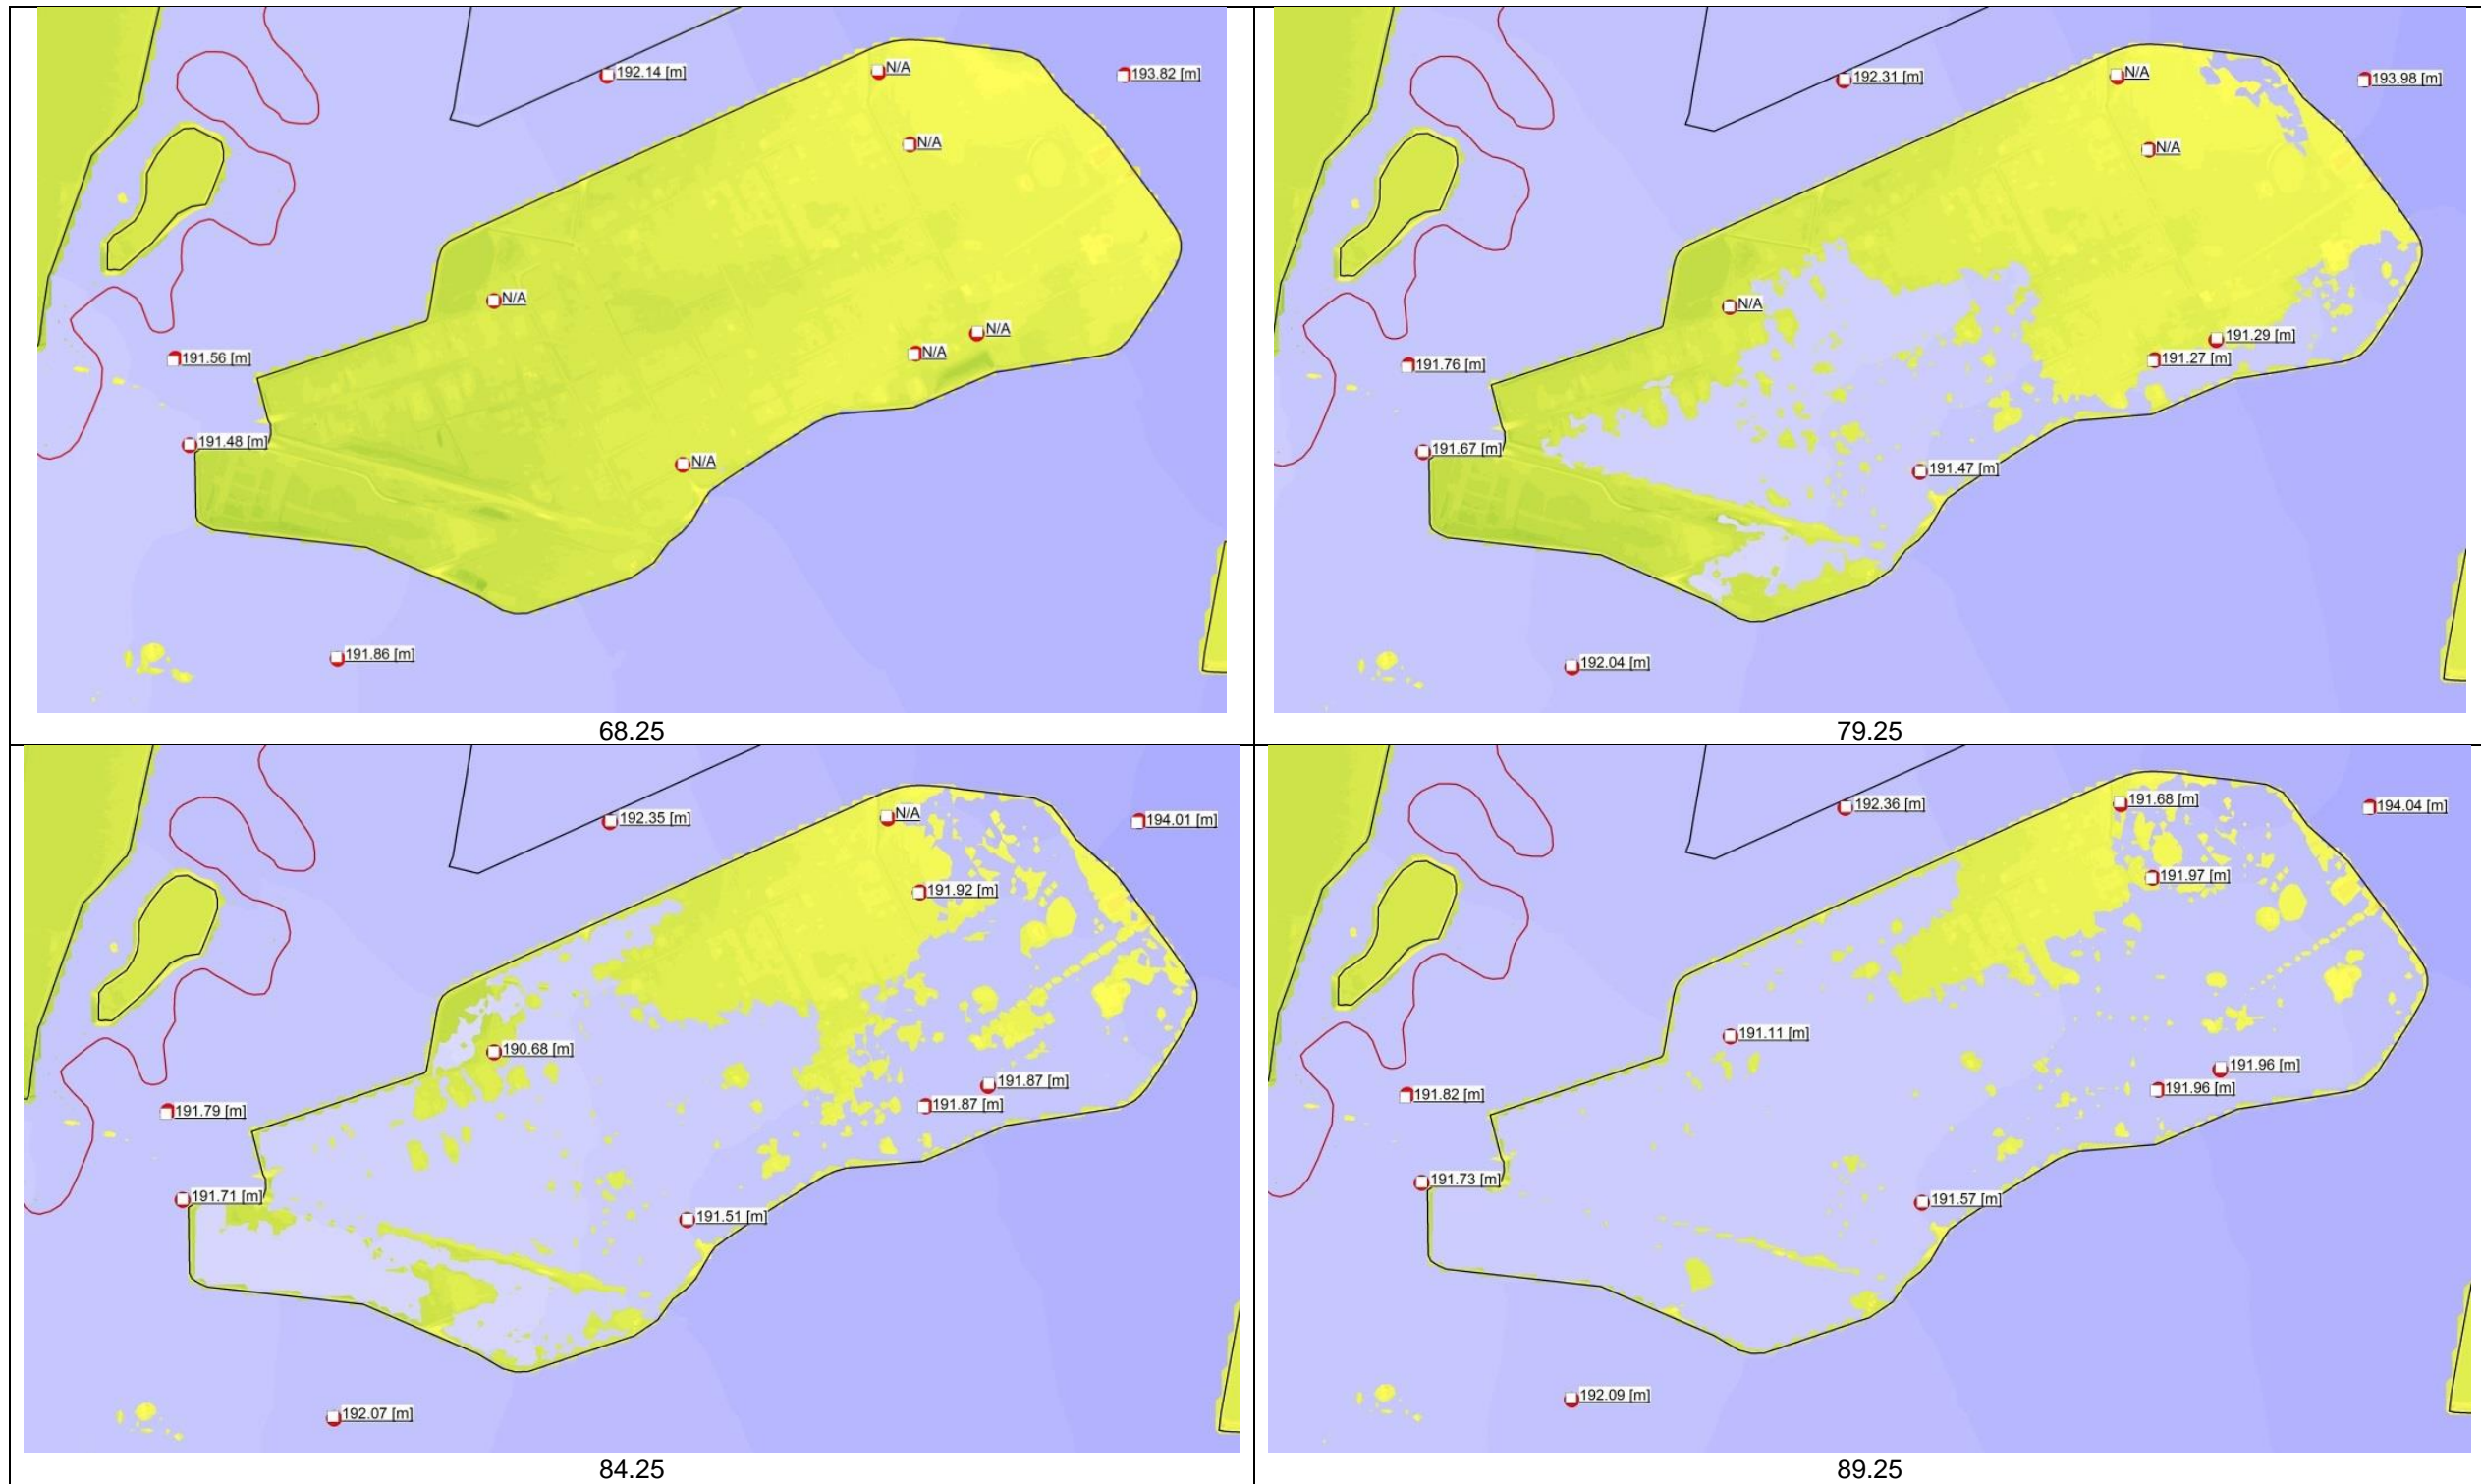 192.14 [m]
N/A
193.82 [m]
N/A
N/A
N/A
N/A
191.56 [m]
191.48 [m]
N/A
191.86 [m]
68.25
192.31 [m]
N/A
193.98 [m]
N/A
N/A
191.29 [m]
191.27 [m]
191.76 [m]
191.67 [m]
191.47 [m]
192.04 [m]
79.25
192.35 [m]
N/A
194.01 [m]
191.92 [m]
190.68 [m]
191.87 [m]
191.87 [m]
191.79 [m]
191.71 [m]
191.51 [m]
192.07 [m]
84.25
192.36 [m]
191.68 [m]
194.04 [m]
191.97 [m]
191.11 [m]
191.96 [m]
191.96 [m]
191.82 [m]
191.73 [m]
191.57 [m]
192.09 [m]
89.25